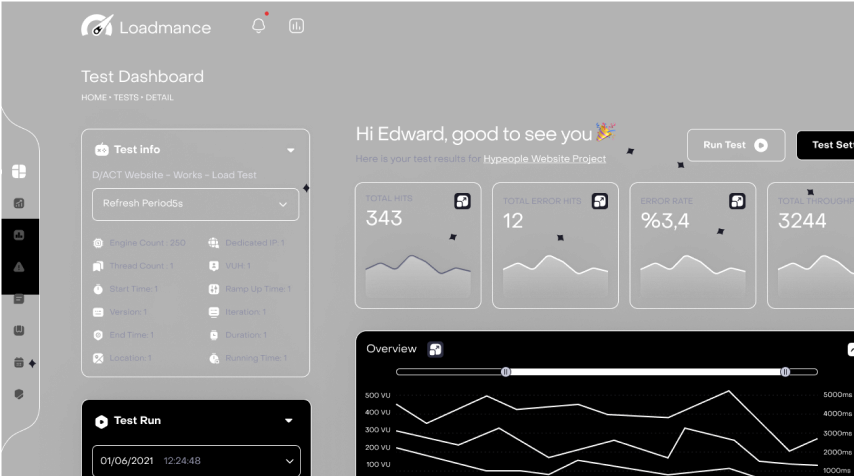 Loadmance
Test Dashboard
HOME • TESTS • DETAIL
Test info
D/ACT Website - Works - Load Test
Refresh Period5s
Engine Count : 350
Dedicated IP: 1
Thread Count : 1
VUH: 1
Start Time: 1
Ramp Up Time: 1
Version: 1
Iteration: 1
End Time: 1
Duration: 1
Location: 1
Running Time: 1
Test Run
01/06/2021 12:24:48
Hi Edward, good to see you 🎉
Here is your test results for Hypeople Website Project
Run Test
Test Set
TOTAL HITS
343
TOTAL ERROR HITS
12
ERROR RATE
%3,4
TOTAL THROUGHP
3244
Overview
500 VU
400 VU
300 VU
200 VU
100 VU
5000ms
4000ms
3000ms
2000ms
1000ms